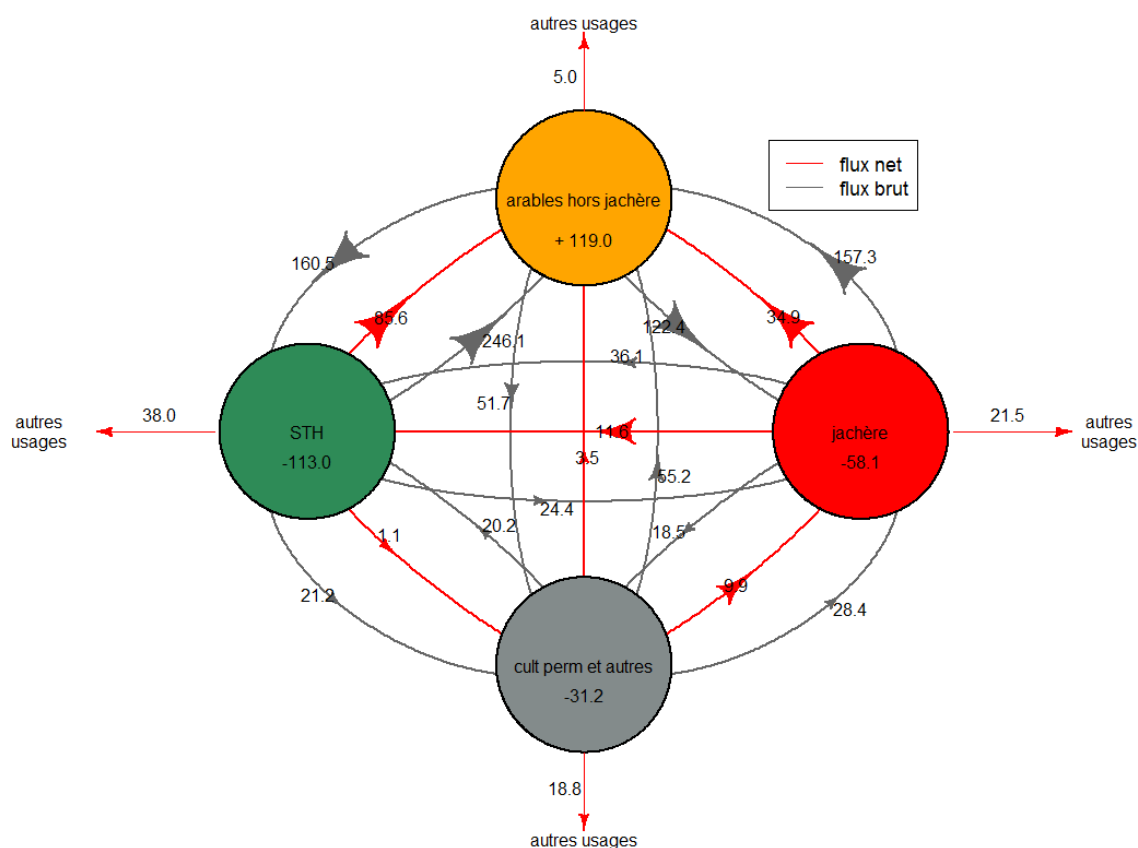 autres usages
5.0
flux net
flux brut
arables hors jachère
+ 119.0
160.5
157.3
85.6
34.9
246.1
122.4
36.1
51.7
38.0
21.5
autres
usages
STH
11.6
jachère
autres
usages
-113.0
3.5
-58.1
55.2
24.4
20.2
18.5
1.1
9.9
21.2
28.4
cult perm et autres
-31.2
18.8
autres usages